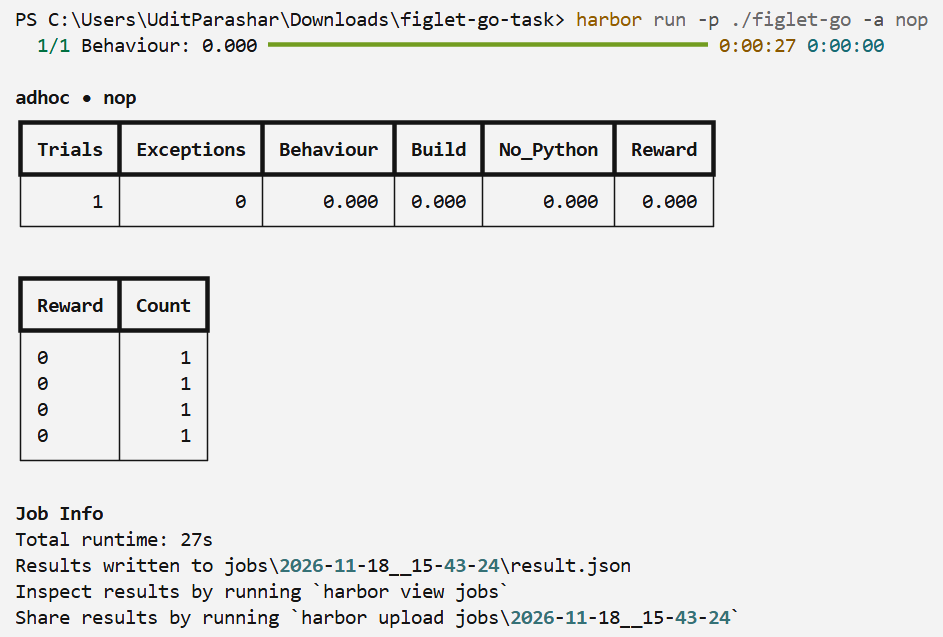 PS C:\Users\UditParashar\Downloads\figlet-go-task> harbor run -p ./figlet-go -a nop
1/1 Behaviour: 0.000 0:00:27 0:00:00
adhoc • nop
Trials Exceptions Behaviour Build No_Python Reward
1 0 0.000 0.000 0.000 0.000
Reward Count
0 1
0 1
0 1
0 1
Job Info
Total runtime: 27s
Results written to jobs\2026-11-18__15-43-24\result.json
Inspect results by running `harbor view jobs`
Share results by running `harbor upload jobs\2026-11-18__15-43-24`